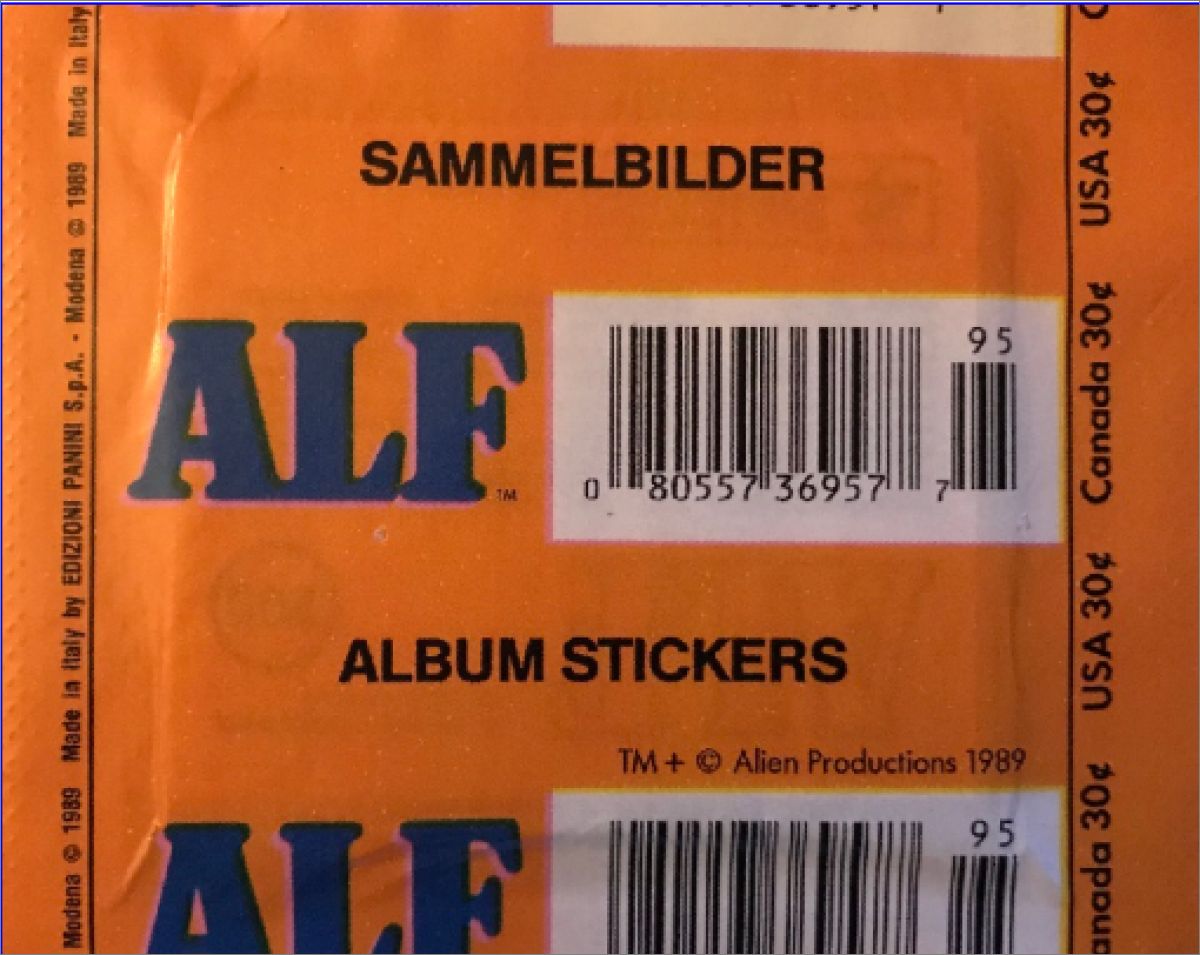 SAMMELBILDER
ALF
TM
95
0 80557 36957 7
ALBUM STICKERS
TM + © Alien Productions 1989
ALF
95
Modena © 1989 Made in Italy by EDIZIONI PANINI S.p.A. - Modena © 1989 Made in Italy
USA 30¢
Canada 30¢
USA 30¢
Canada 30¢